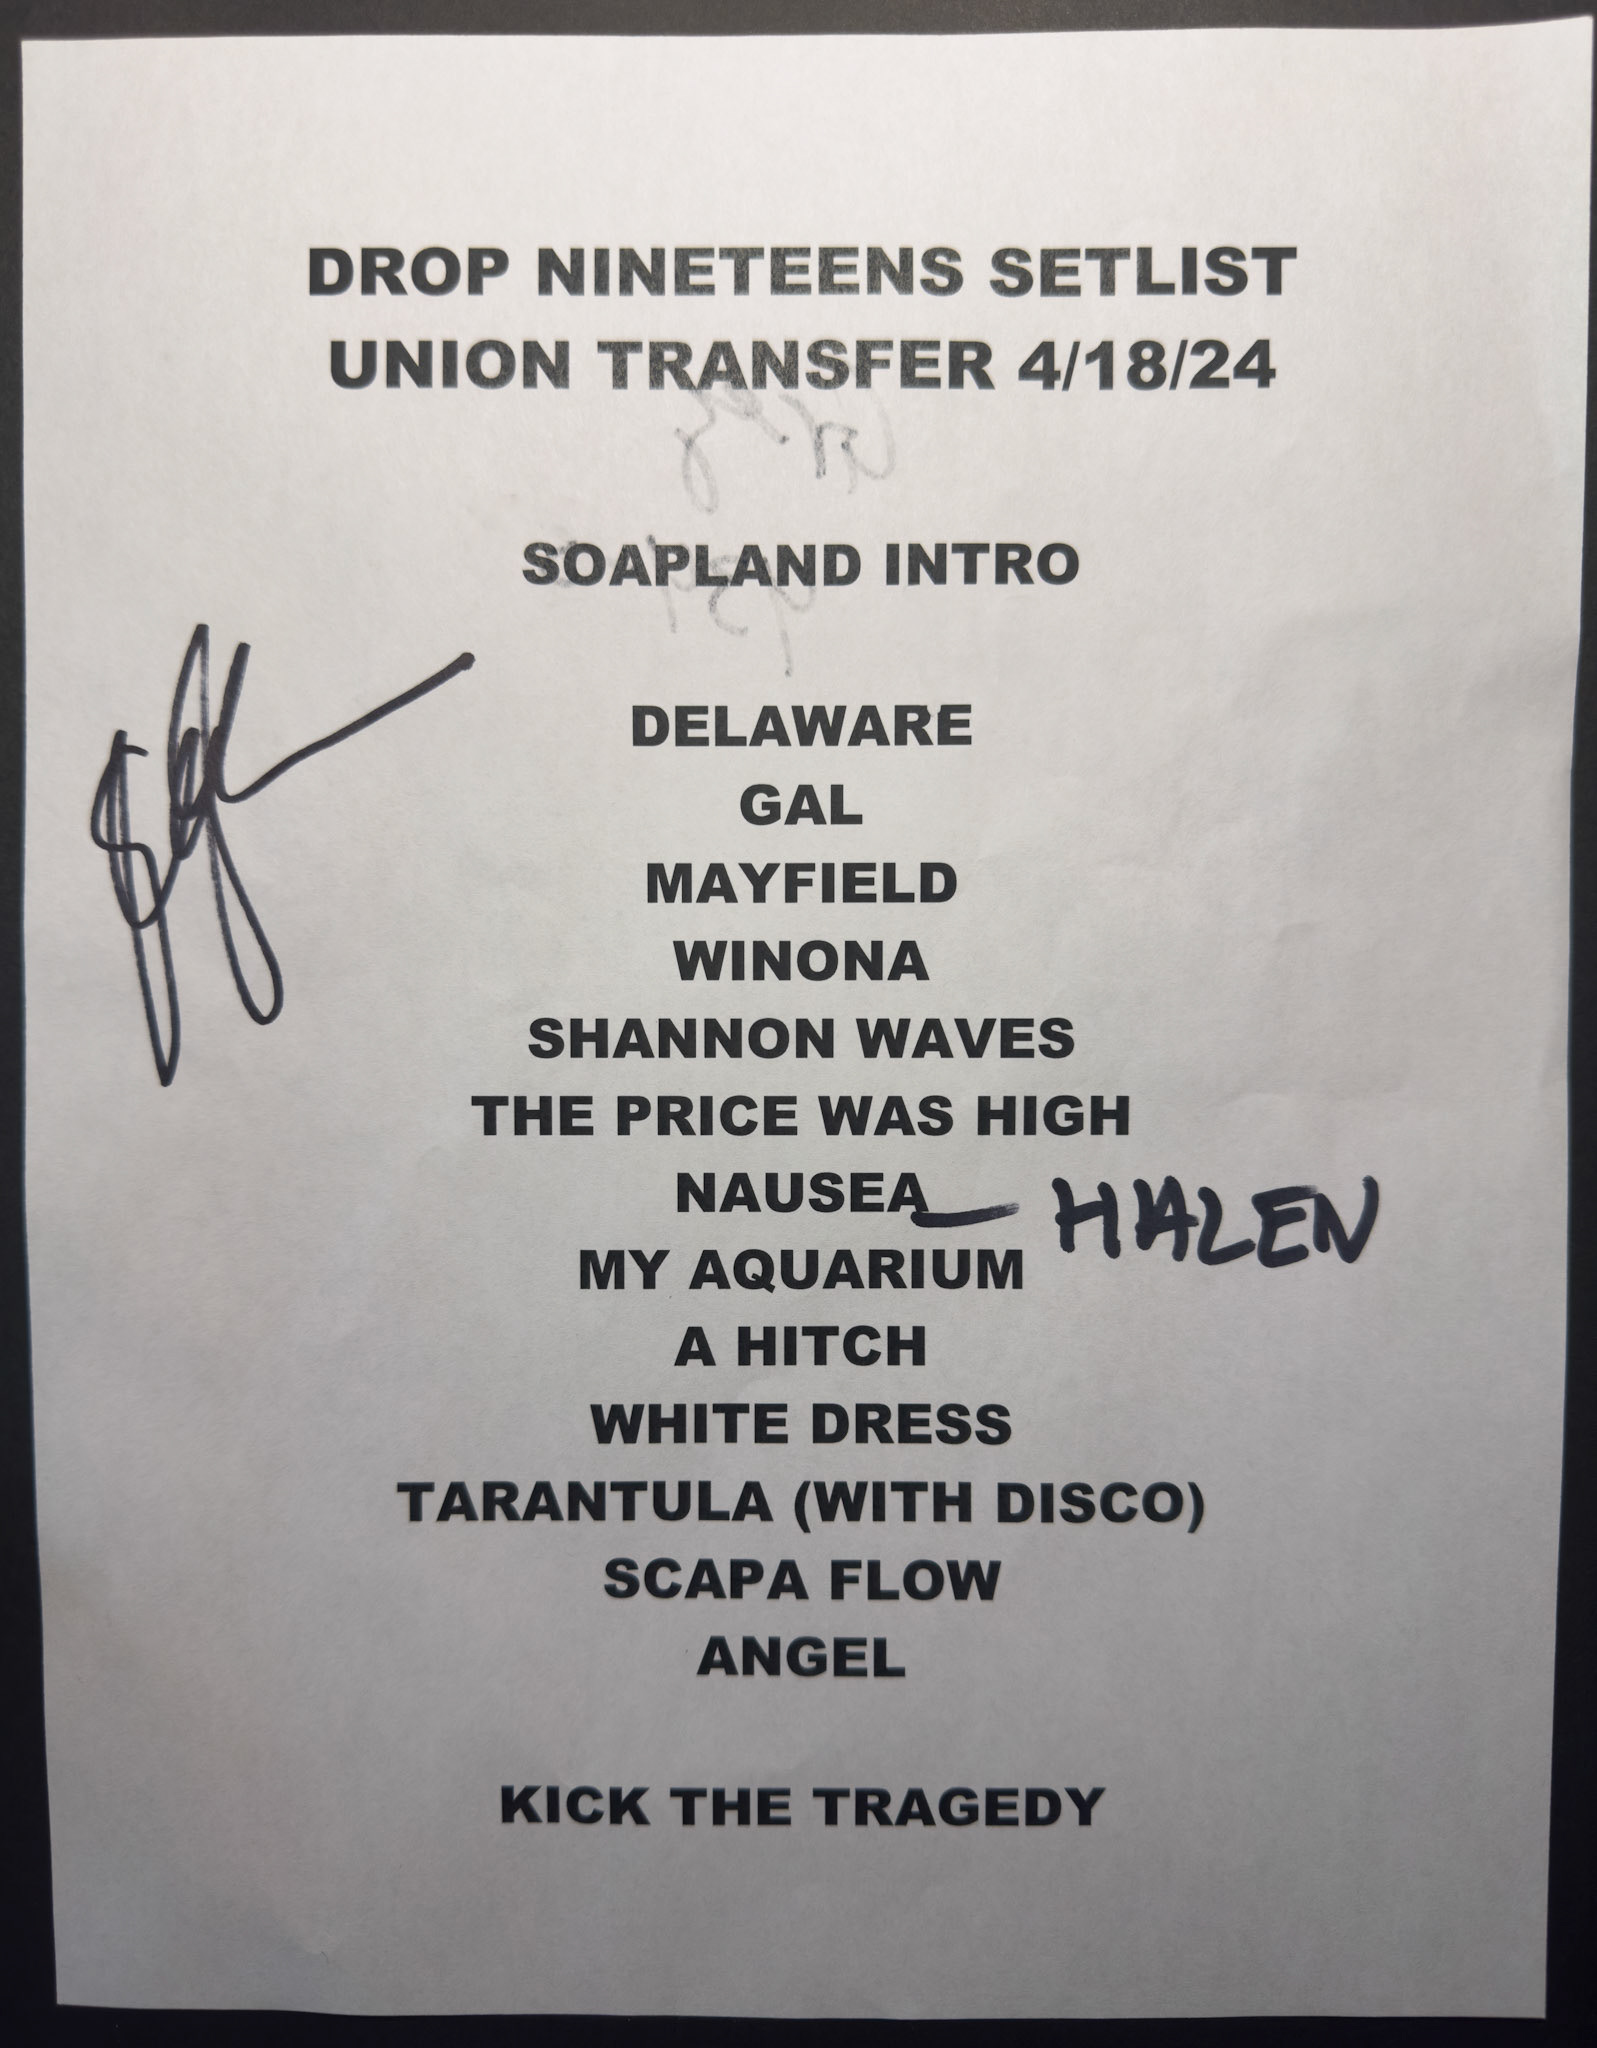 DROP NINETEENS SETLIST
UNION TRANSFER 4/18/24
SOAPLAND INTRO
DELAWARE
GAL
MAYFIELD
WINONA
SHANNON WAVES
THE PRICE WAS HIGH
NAUSEA — HALEN
MY AQUARIUM
A HITCH
WHITE DRESS
TARANTULA (WITH DISCO)
SCAPA FLOW
ANGEL
KICK THE TRAGEDY